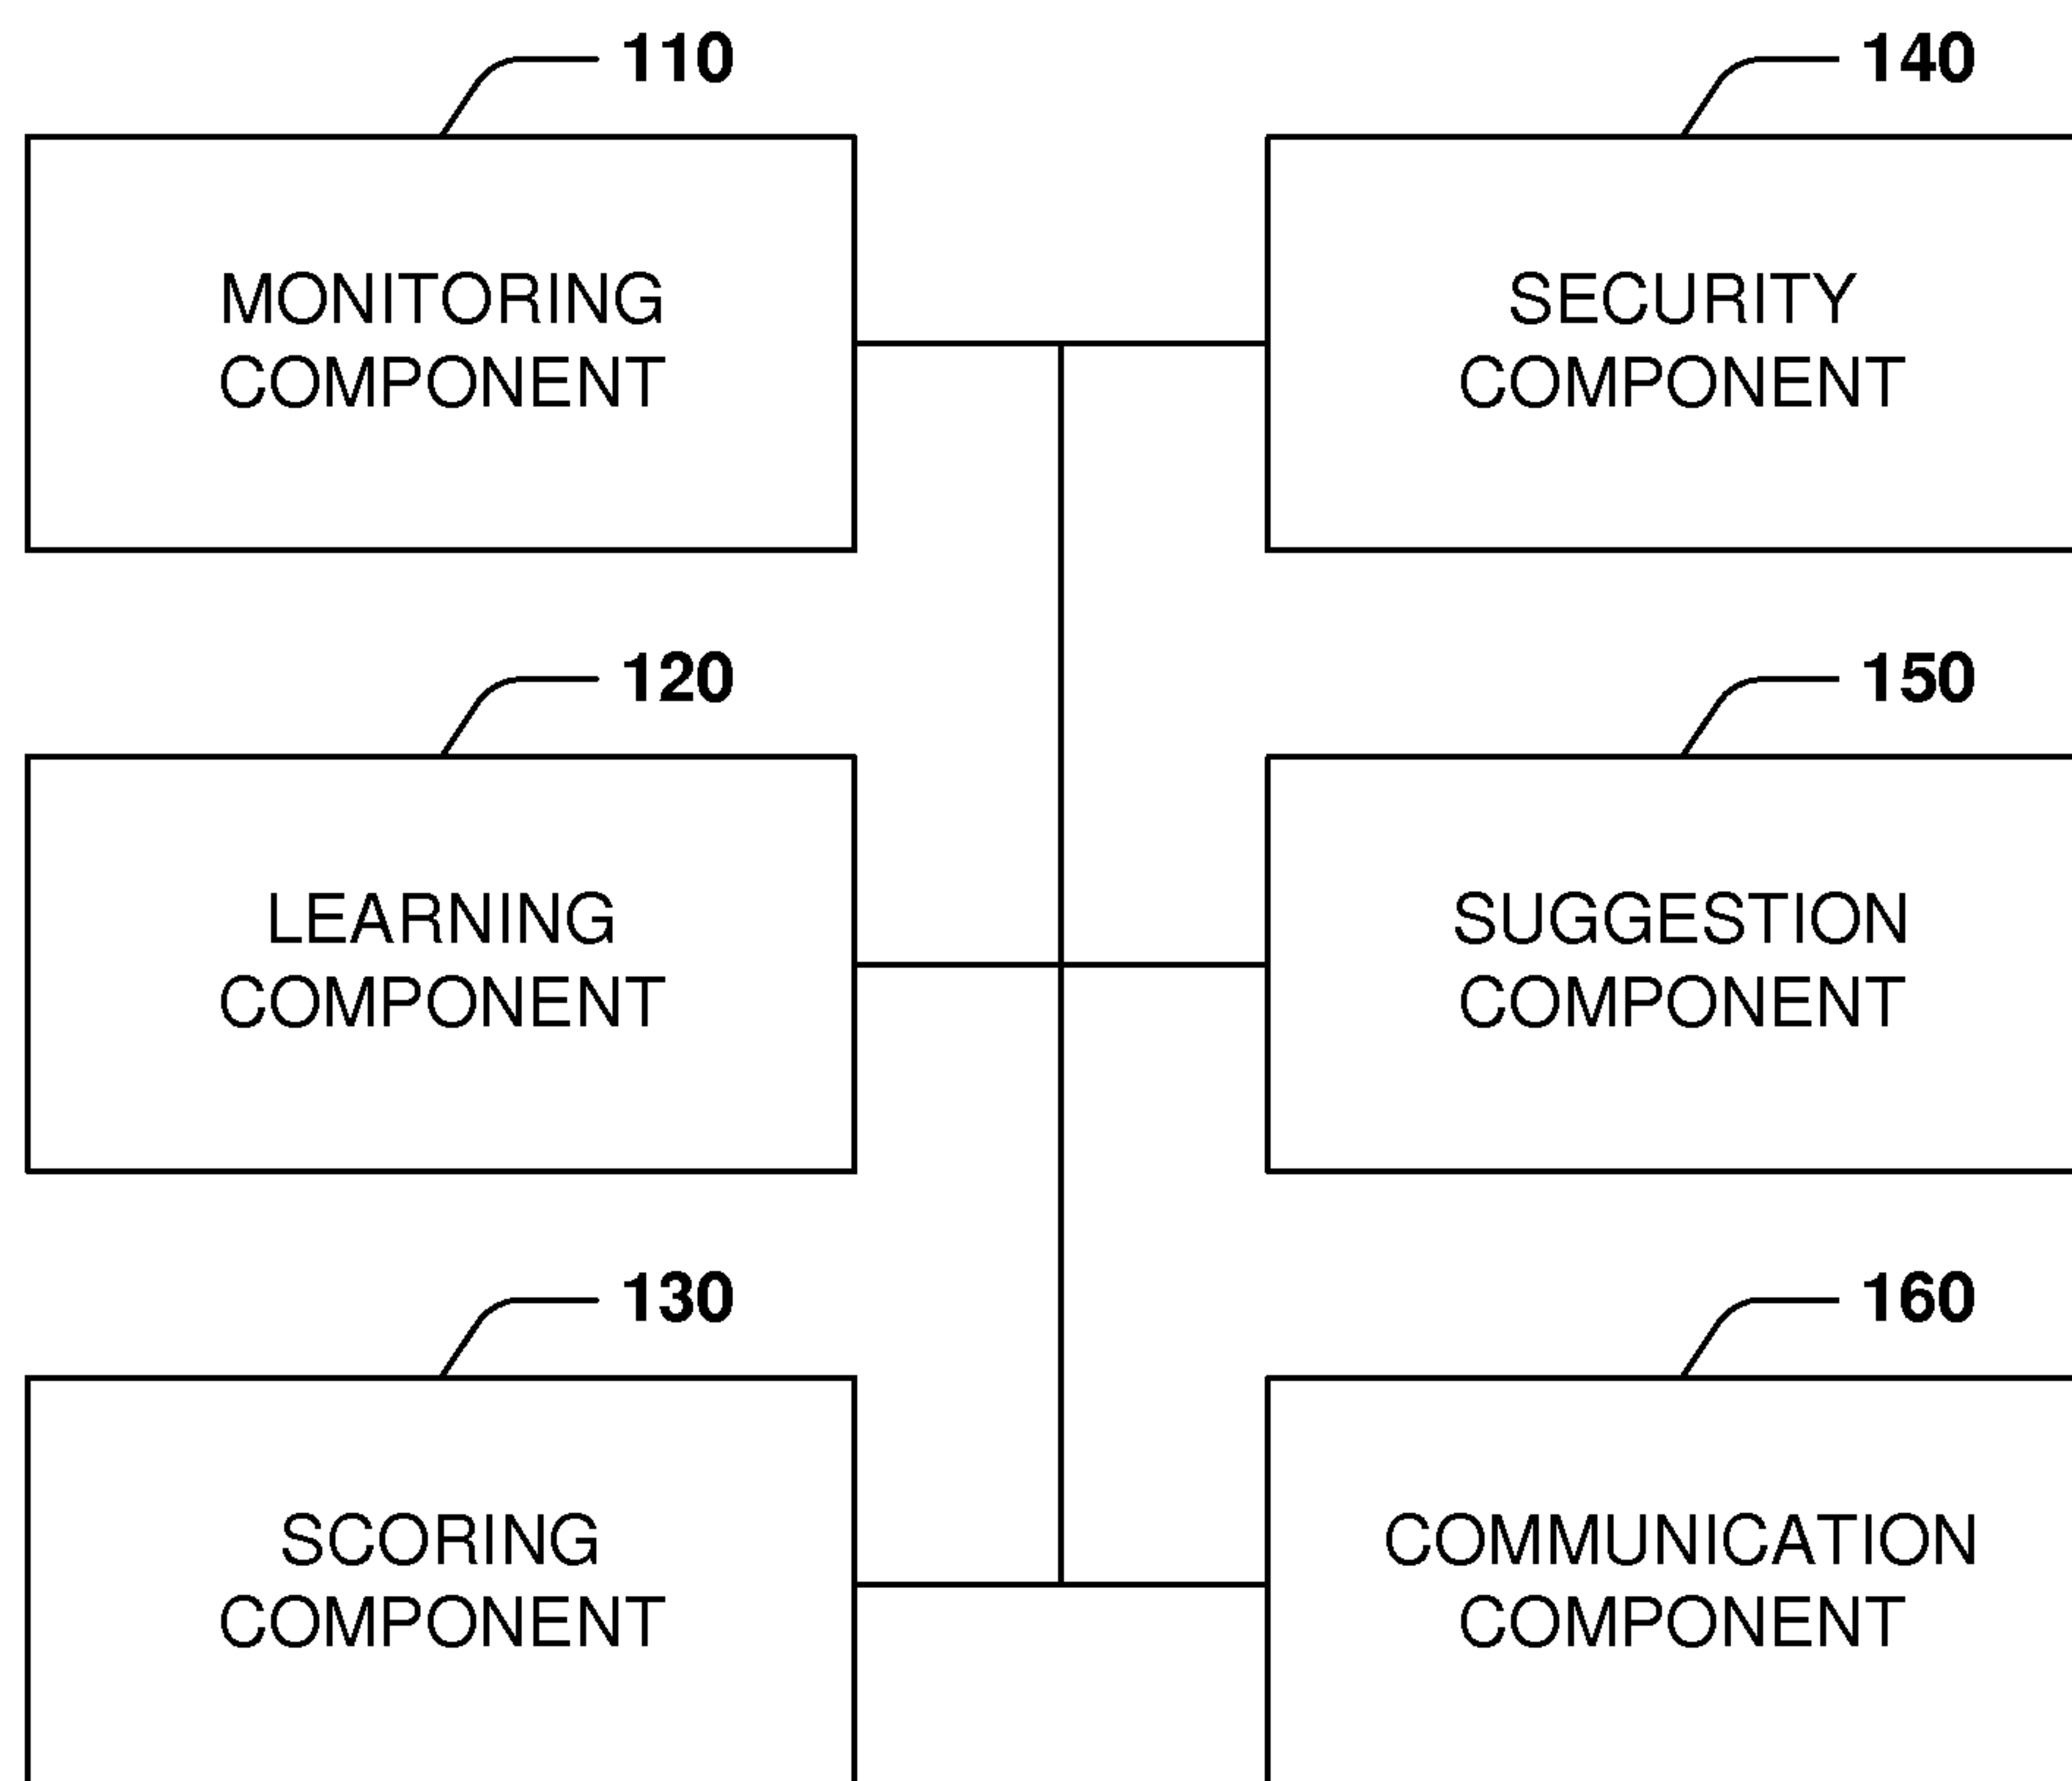 110
MONITORING
COMPONENT
140
SECURITY
COMPONENT
120
LEARNING
COMPONENT
150
SUGGESTION
COMPONENT
130
SCORING
COMPONENT
160
COMMUNICATION
COMPONENT